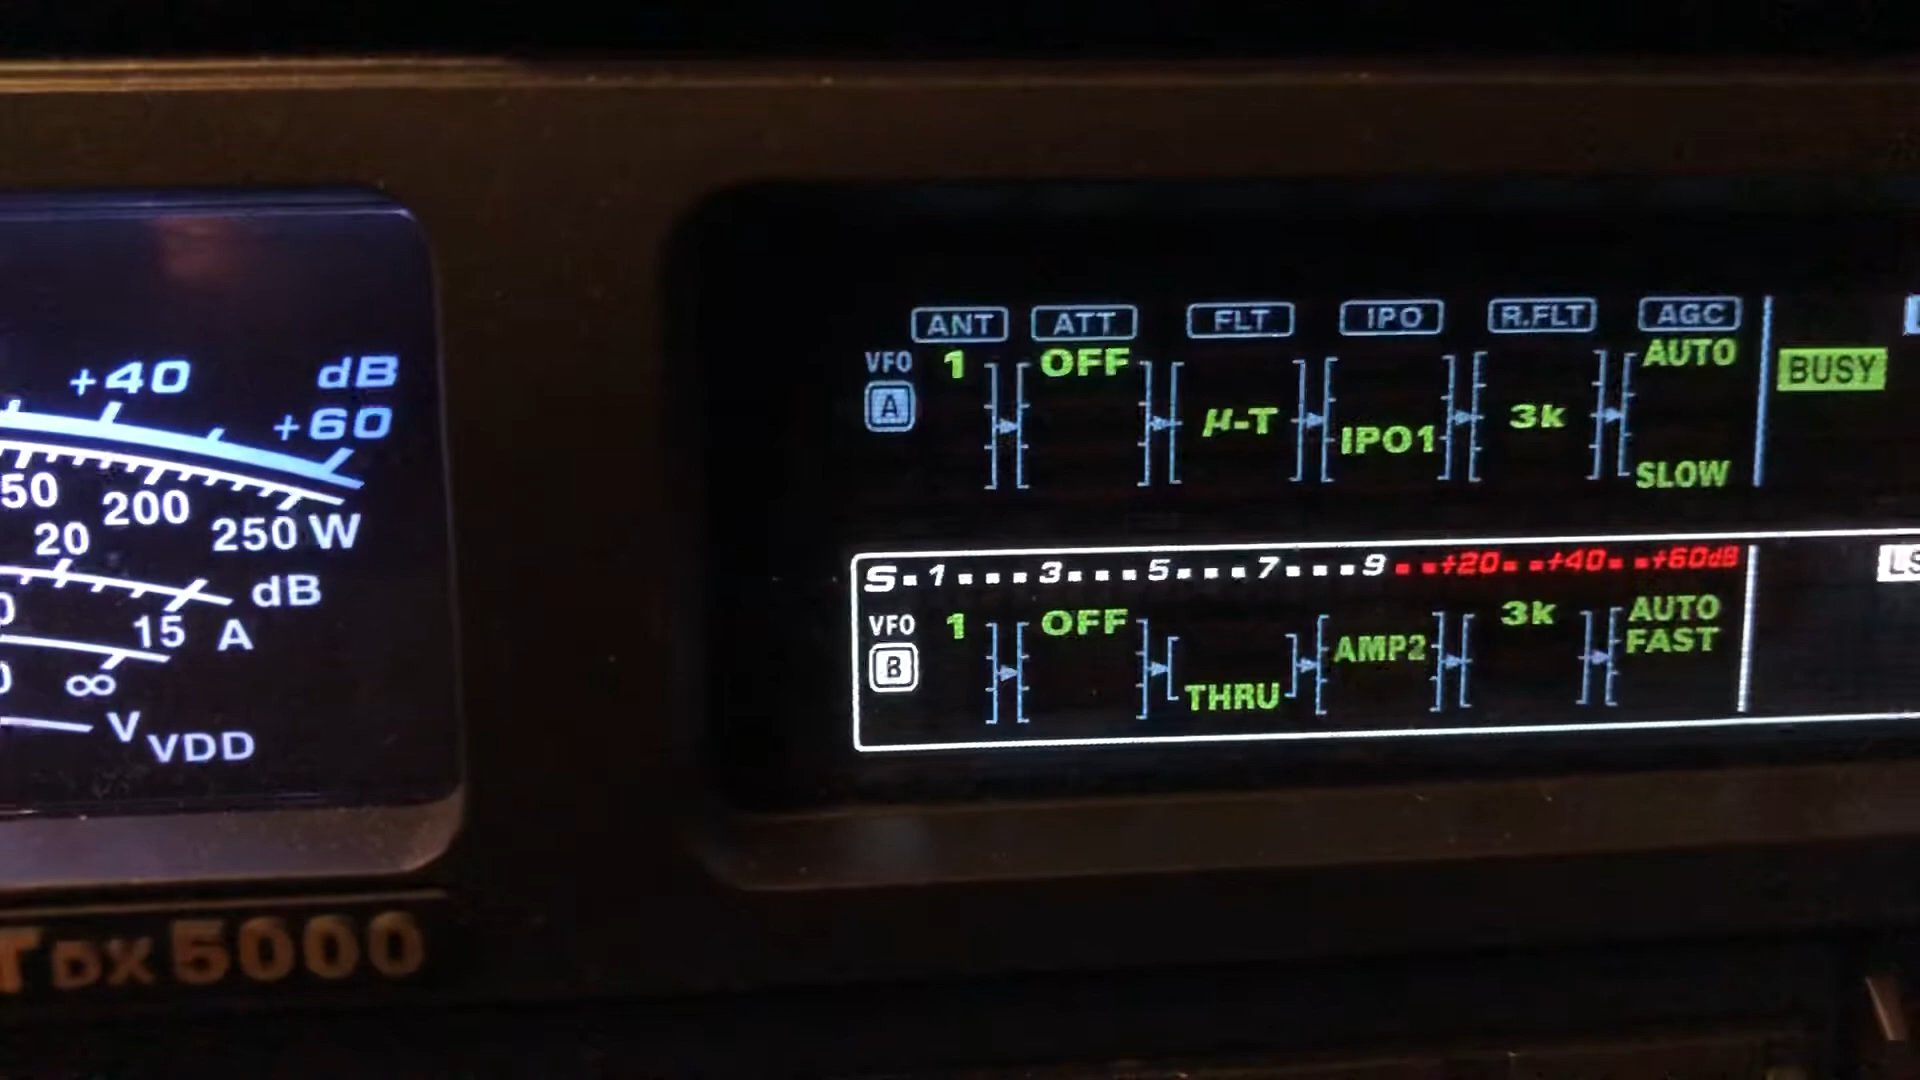 +40 dB
+60
50 200 250 W
20 dB
15 A
∞
V VDD
TDX5000
ANT ATT FLT IPO R.FLT AGC
VFO 1 OFF AUTO
A μ-T IPO1 3k
SLOW
BUSY
S 1 3 5 7 9 +20 +40 +60dB
VFO 1 OFF 3k AUTO
B AMP2 FAST
THRU
LS